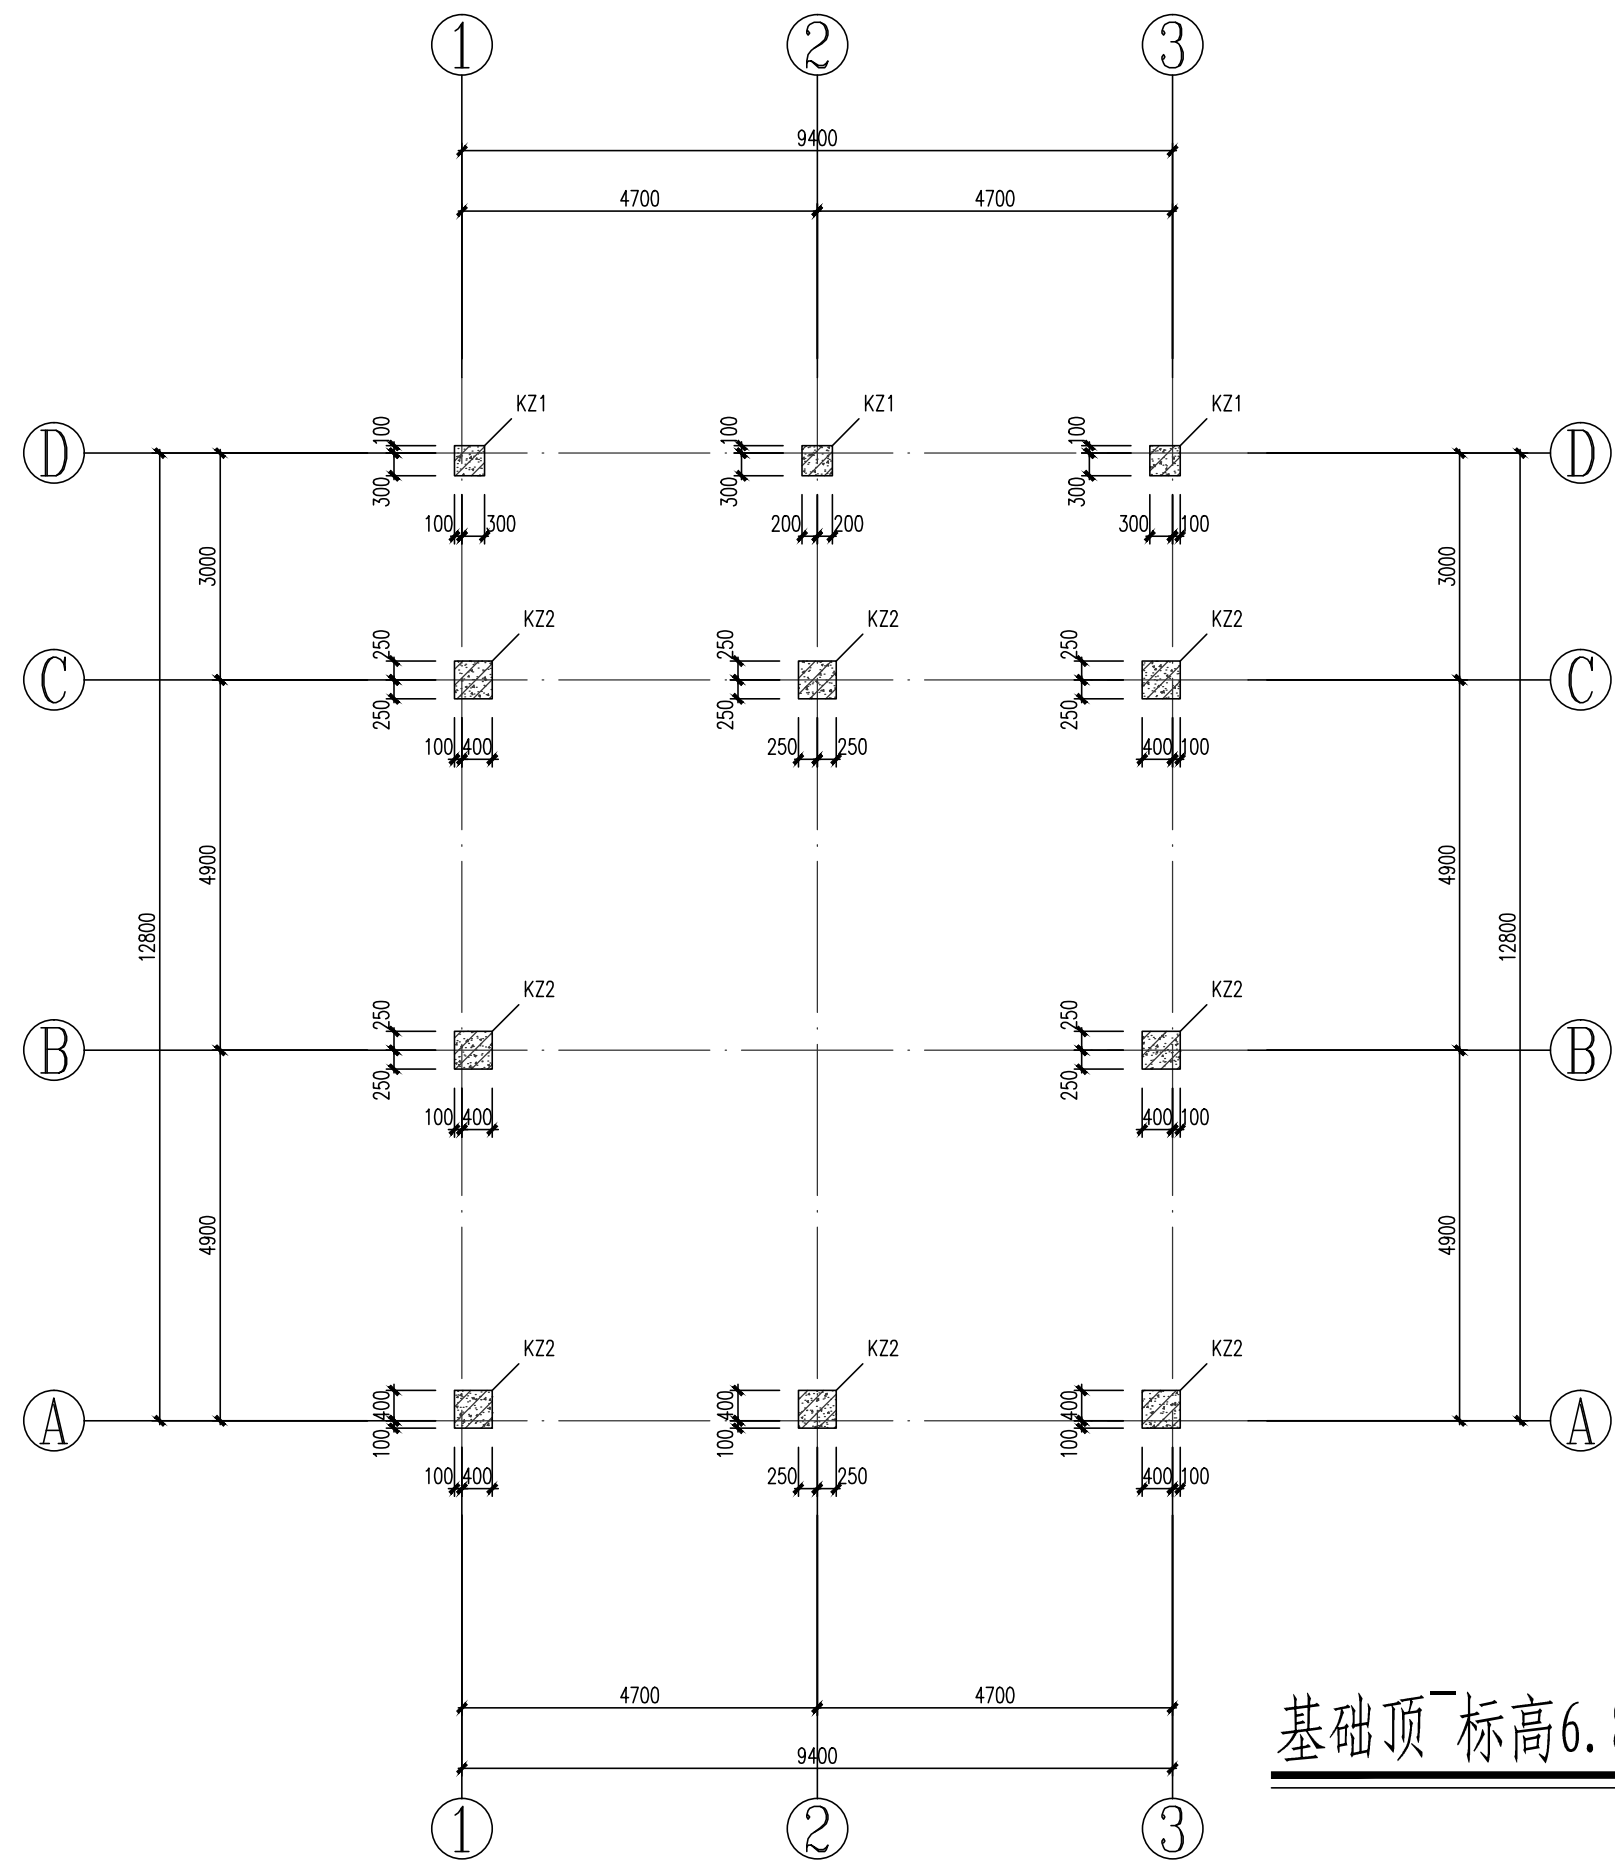 1 2 3
9400
4700 4700
KZ1 KZ1 KZ1
D 100 100 100 D
300 300 300
100 300 200 200 300 100
3000 3000
KZ2 KZ2 KZ2
C 250 250 250 C
250 250 250
100 400 250 250 400 100
4900 4900
12800 12800
KZ2 KZ2
B 250 250 B
250 250
100 400 400 100
4900 4900
KZ2 KZ2 KZ2
A 400 400 400 A
100 100 100
100 400 250 250 400 100
4700 4700
基础顶‾标高6.
9400
1 2 3